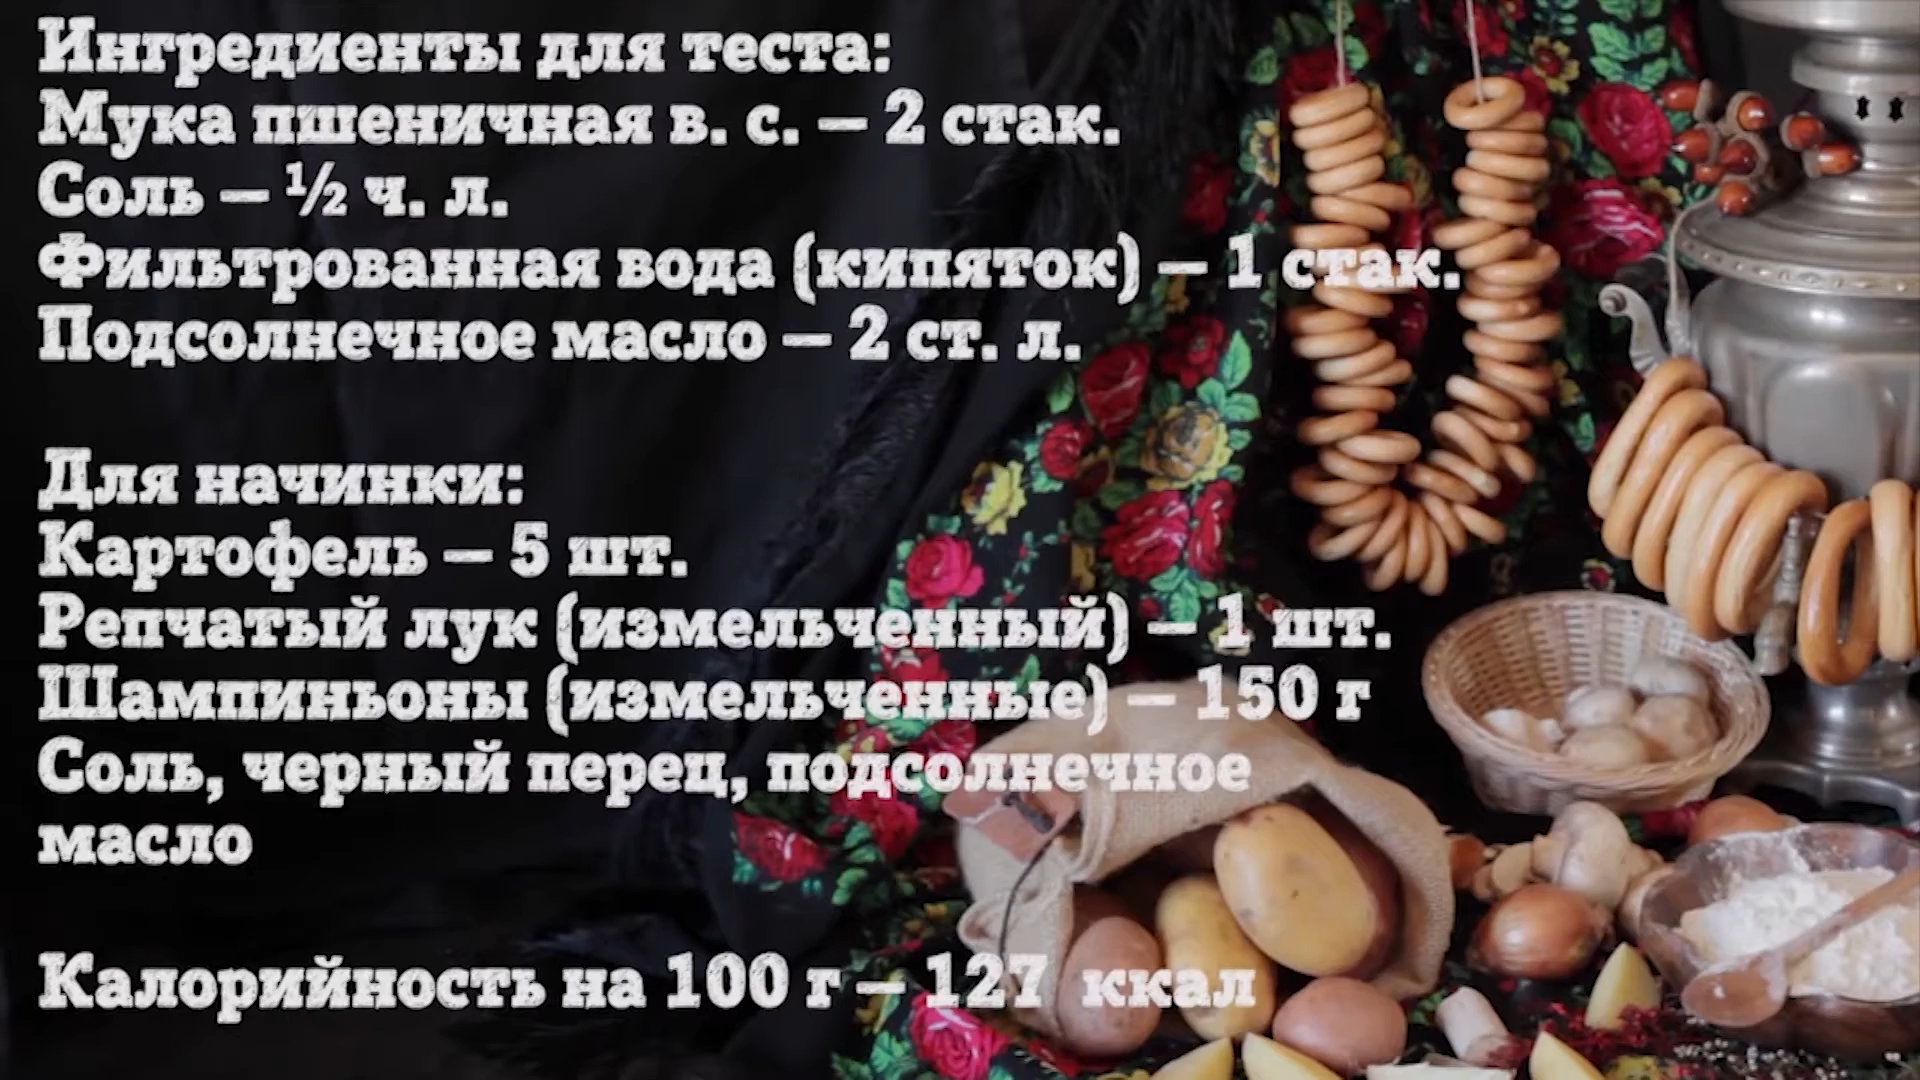 Ингредиенты для теста:
Мука пшеничная в. с. – 2 стак.
Соль – ½ ч. л.
Фильтрованная вода (кипяток) – 1 стак.
Подсолнечное масло – 2 ст. л.
Для начинки:
Картофель – 5 шт.
Репчатый лук (измельченный) – 1 шт.
Шампиньоны (измельченные) – 150 г
Соль, черный перец, подсолнечное
масло
Калорийность на 100 г – 127 ккал